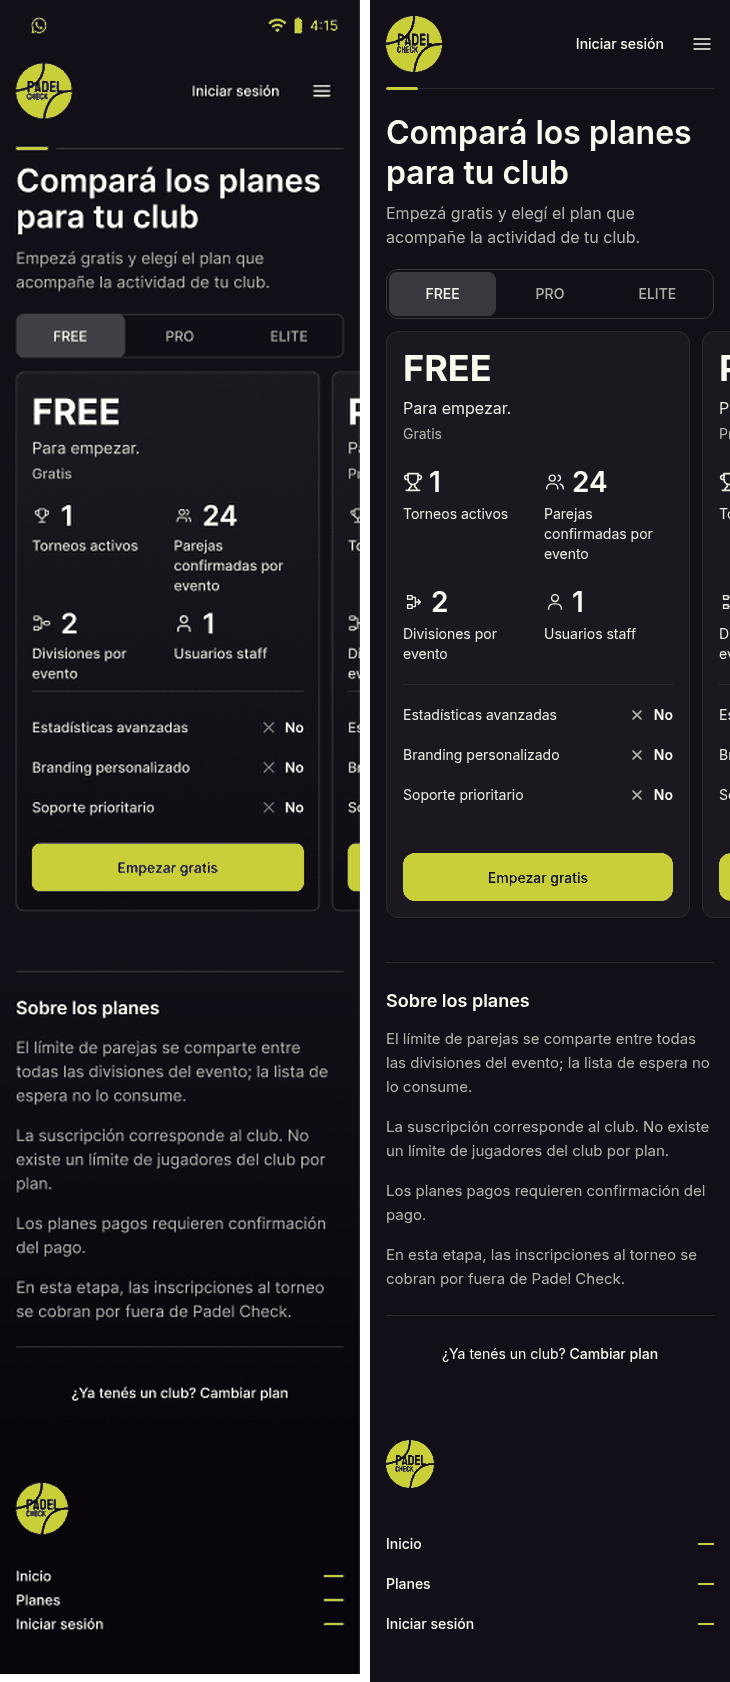 4:15
PADEL
CHECK
Iniciar sesión
Compará los planes
para tu club
Empezá gratis y elegí el plan que
acompañe la actividad de tu club.
FREE PRO ELITE
FREE
Para empezar.
Gratis
1
Torneos activos
24
Parejas
confirmadas por
evento
2
Divisiones por
evento
1
Usuarios staff
Estadísticas avanzadas No
Branding personalizado No
Soporte prioritario No
Empezar gratis
Sobre los planes
El límite de parejas se comparte entre
todas las divisiones del evento; la lista de
espera no lo consume.
La suscripción corresponde al club. No
existe un límite de jugadores del club por
plan.
Los planes pagos requieren confirmación
del pago.
En esta etapa, las inscripciones al torneo
se cobran por fuera de Padel Check.
¿Ya tenés un club? Cambiar plan
PADEL
CHECK
Inicio
Planes
Iniciar sesión
PADEL
CHECK
Iniciar sesión
Compará los planes
para tu club
Empezá gratis y elegí el plan que
acompañe la actividad de tu club.
FREE PRO ELITE
FREE
Para empezar.
Gratis
1
Torneos activos
24
Parejas
confirmadas por
evento
2
Divisiones por
evento
1
Usuarios staff
Estadísticas avanzadas No
Branding personalizado No
Soporte prioritario No
Empezar gratis
Sobre los planes
El límite de parejas se comparte entre todas
las divisiones del evento; la lista de espera no
lo consume.
La suscripción corresponde al club. No existe
un límite de jugadores del club por plan.
Los planes pagos requieren confirmación del
pago.
En esta etapa, las inscripciones al torneo se
cobran por fuera de Padel Check.
¿Ya tenés un club? Cambiar plan
PADEL
CHECK
Inicio
Planes
Iniciar sesión